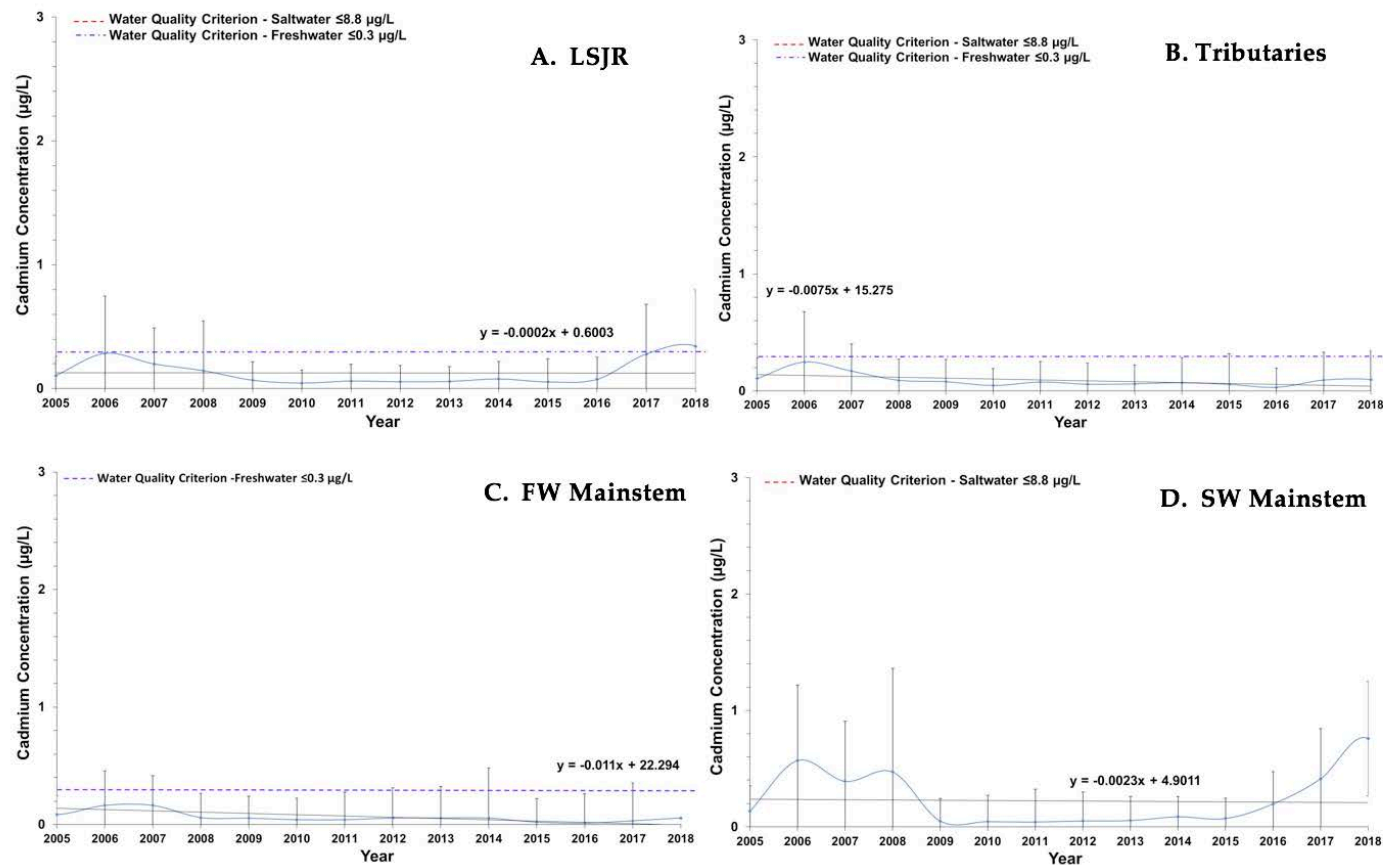 Water Quality Criterion - Saltwater ≤8.8 µg/L
Water Quality Criterion - Freshwater ≤0.3 µg/L
A. LSJR
Cadmium Concentration (µg/L)
3
2
1
0
y = -0.0002x + 0.6003
2005 2006 2007 2008 2009 2010 2011 2012 2013 2014 2015 2016 2017 2018
Year
Water Quality Criterion - Saltwater ≤8.8 µg/L
Water Quality Criterion - Freshwater ≤0.3 µg/L
B. Tributaries
Cadmium Concentration (µg/L)
3
2
1
0
y = -0.0075x + 15.275
2005 2006 2007 2008 2009 2010 2011 2012 2013 2014 2015 2016 2017 2018
Year
Water Quality Criterion -Freshwater ≤0.3 µg/L
C. FW Mainstem
Cadmium Concentration (µg/L)
3
2
1
0
y = -0.011x + 22.294
2005 2006 2007 2008 2009 2010 2011 2012 2013 2014 2015 2016 2017 2018
Year
Water Quality Criterion - Saltwater ≤8.8 µg/L
D. SW Mainstem
Cadmium Concentration (µg/L)
3
2
1
0
y = -0.0023x + 4.9011
2005 2006 2007 2008 2009 2010 2011 2012 2013 2014 2015 2016 2017 2018
Year